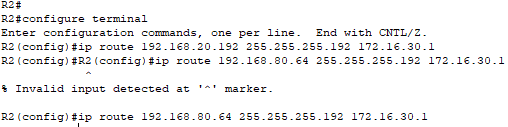 R2#
R2#configure terminal
Enter configuration commands, one per line.  End with CNTL/Z.
R2(config)#ip route 192.168.20.192 255.255.255.192 172.16.30.1
R2(config)#R2(config)#ip route 192.168.80.64 255.255.255.192 172.16.30.1
^
% Invalid input detected at '^' marker.
R2(config)#ip route 192.168.80.64 255.255.255.192 172.16.30.1